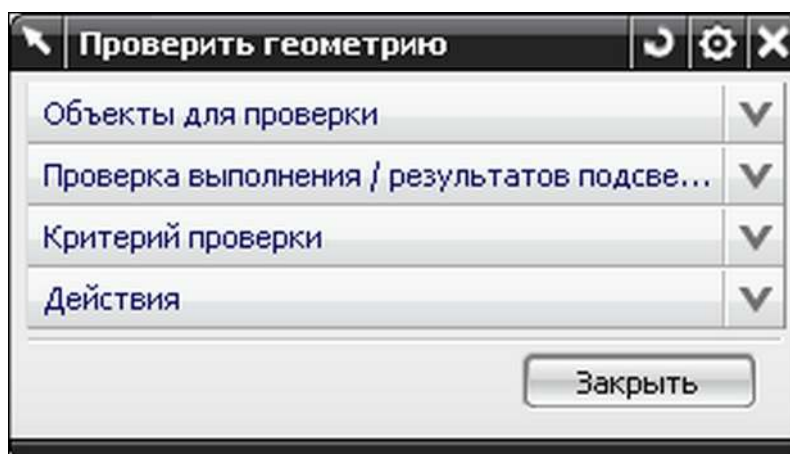 Проверить геометрию
Объекты для проверки
Проверка выполнения / результатов подсве...
Критерий проверки
Действия
Закрыть